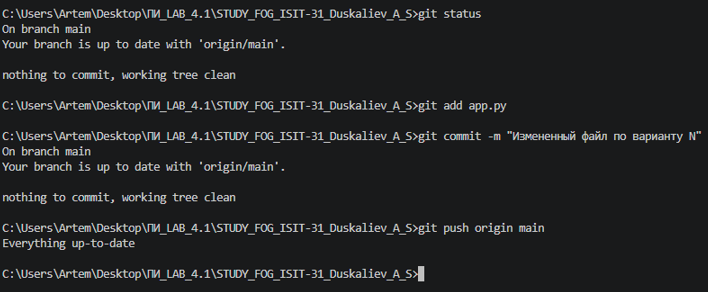 C:\Users\Artem\Desktop\ПИ_LAB_4.1\STUDY_FOG_ISIT-31_Duskaliev_A_S>git status
On branch main
Your branch is up to date with 'origin/main'.
nothing to commit, working tree clean
C:\Users\Artem\Desktop\ПИ_LAB_4.1\STUDY_FOG_ISIT-31_Duskaliev_A_S>git add app.py
C:\Users\Artem\Desktop\ПИ_LAB_4.1\STUDY_FOG_ISIT-31_Duskaliev_A_S>git commit -m "Измененный файл по варианту N"
On branch main
Your branch is up to date with 'origin/main'.
nothing to commit, working tree clean
C:\Users\Artem\Desktop\ПИ_LAB_4.1\STUDY_FOG_ISIT-31_Duskaliev_A_S>git push origin main
Everything up-to-date
C:\Users\Artem\Desktop\ПИ_LAB_4.1\STUDY_FOG_ISIT-31_Duskaliev_A_S>